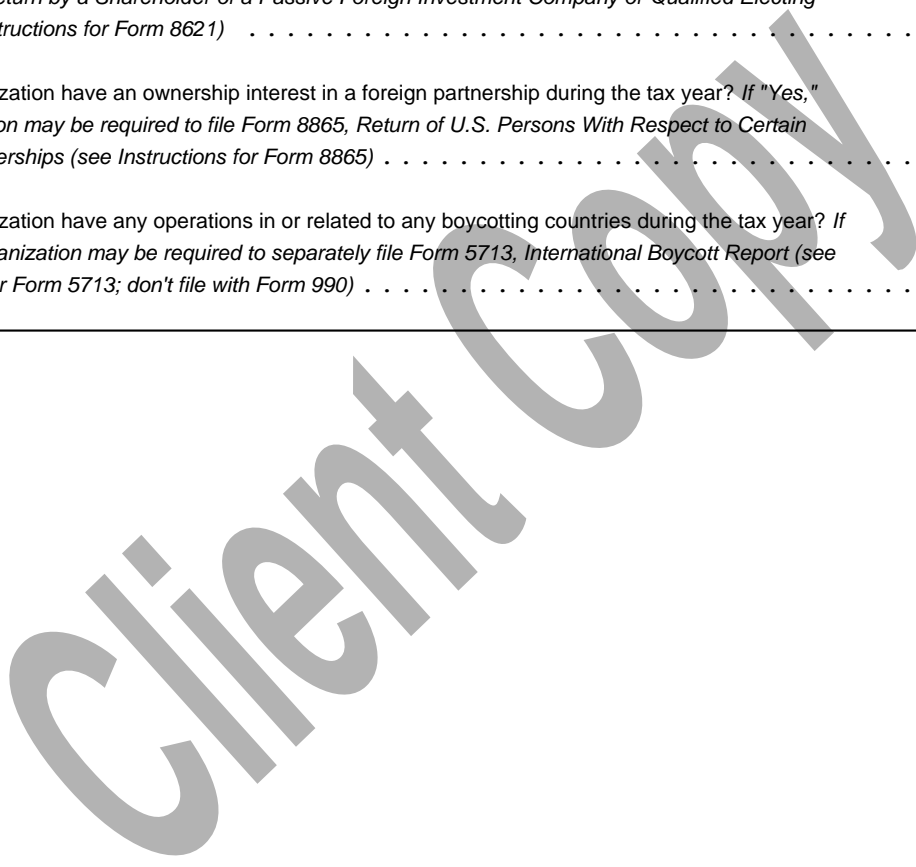 eturn by a Shareholder of a Passive Foreign Investment Company or Qualified Electing
tructions for Form 8621) . . . . . . . . . . . . . . . . . . . . . . . . . . . . . . . . . . .
zation have an ownership interest in a foreign partnership during the tax year? If "Yes,"
on may be required to file Form 8865, Return of U.S. Persons With Respect to Certain
erships (see Instructions for Form 8865) . . . . . . . . . . . . . . . . . . . . . . . . . . . .
zation have any operations in or related to any boycotting countries during the tax year? If
anization may be required to separately file Form 5713, International Boycott Report (see
r Form 5713; don't file with Form 990) . . . . . . . . . . . . . . . . . . . . . . . . . . . . .
Client Copy